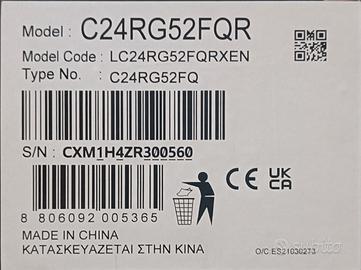 Model : C24RG52FQR
Model Code : LC24RG52FQRXEN
Type No. : C24RG52FQ
S/N : CXM1H4ZR300560
CE UK CA
8 806092 005365
MADE IN CHINA
ΚΑΤΑΣΚΕΥΑΖΕΤΑΙ ΣΤΗΝ ΚΙΝΑ
O/C:ES21030273
subito